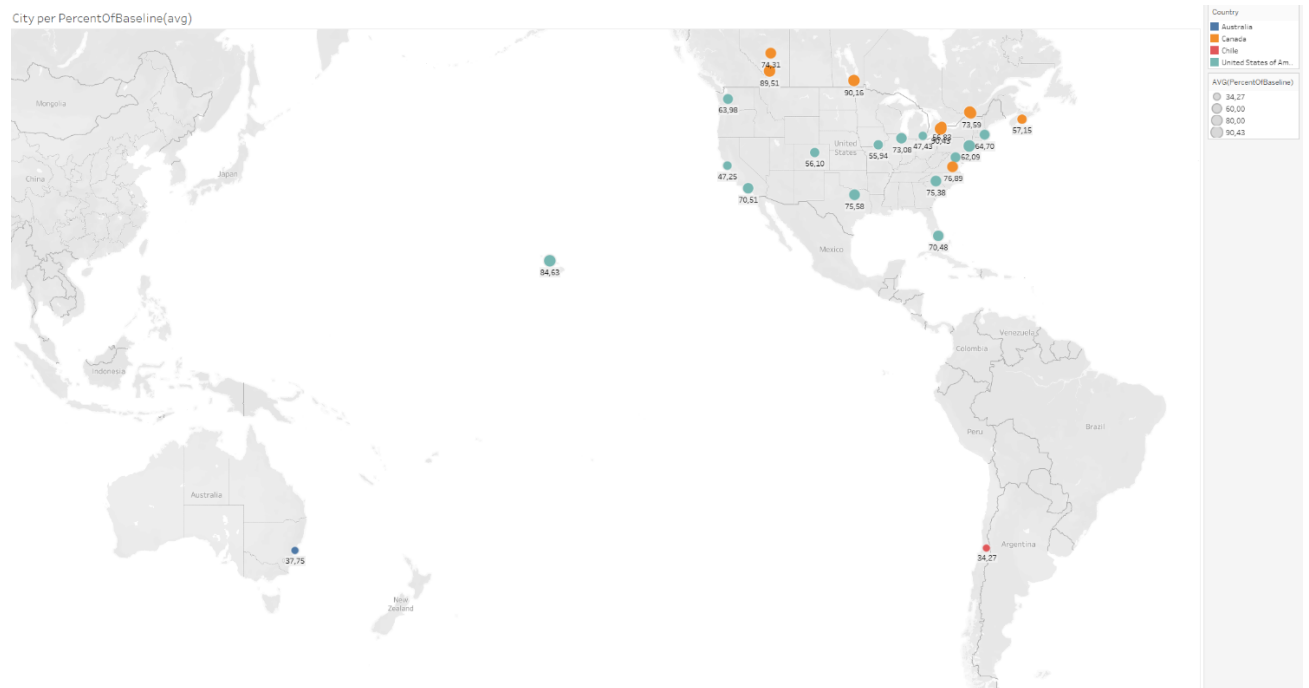 City per PercentOfBaseline(avg)
Country
Australia
Canada
Chile
United States of Am..
AVG(PercentOfBaseline)
34,27
60,00
80,00
90,43
Mongolia
China
Japan
Indonesia
Australia
New
Zealand
United
States
Mexico
Venezuela
Colombia
Peru
Brazil
Argentina
74,31
89,51
90,16
63,98
73,59
57,15
64,70
62,09
73,08
47,43
55,94
56,10
76,89
75,38
47,25
70,51
75,58
70,48
84,63
37,75
34,27